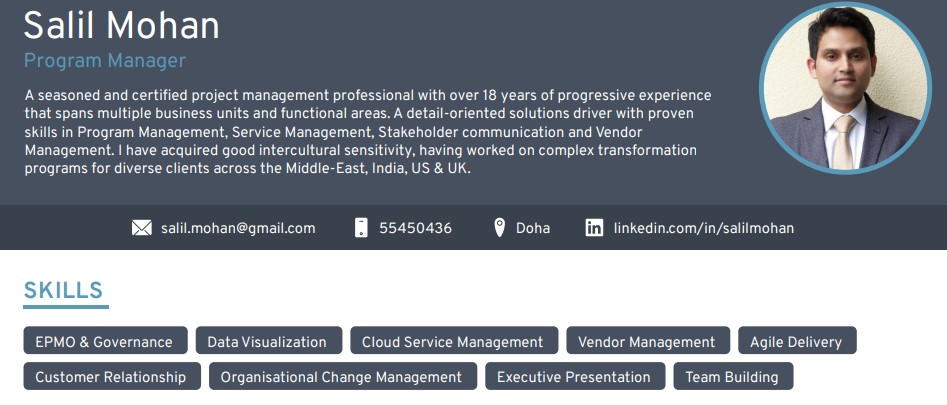 Salil Mohan
Program Manager
A seasoned and certified project management professional with over 18 years of progressive experience
that spans multiple business units and functional areas. A detail-oriented solutions driver with proven
skills in Program Management, Service Management, Stakeholder communication and Vendor
Management. I have acquired good intercultural sensitivity, having worked on complex transformation
programs for diverse clients across the Middle-East, India, US & UK.
salil.mohan@gmail.com 55450436 Doha linkedin.com/in/salilmohan
SKILLS
EPMO & Governance Data Visualization Cloud Service Management Vendor Management Agile Delivery
Customer Relationship Organisational Change Management Executive Presentation Team Building